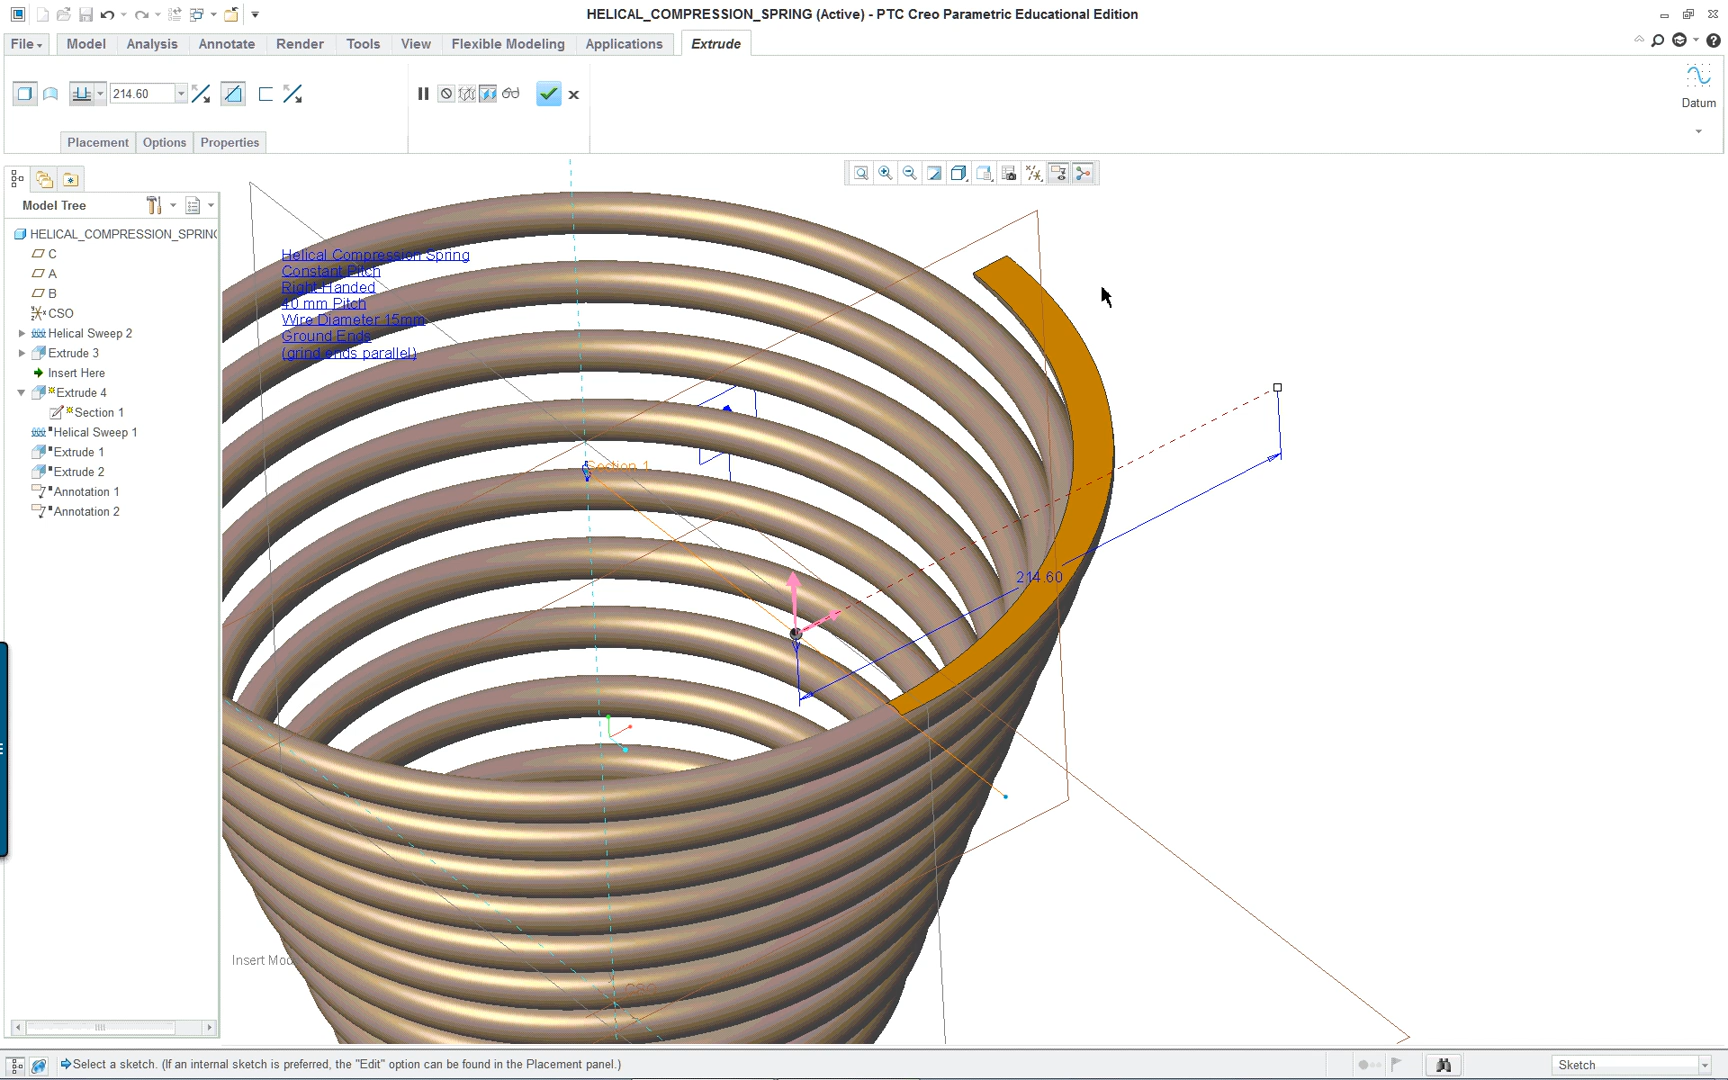 HELICAL_COMPRESSION_SPRING (Active) - PTC Creo Parametric Educational Edition
File Model Analysis Annotate Render Tools View Flexible Modeling Applications Extrude
214.60
Datum
Placement Options Properties
Model Tree
HELICAL_COMPRESSION_SPRING
C
A
B
CSO
Helical Sweep 2
Extrude 3
Insert Here
Extrude 4
Section 1
Helical Sweep 1
Extrude 1
Extrude 2
Annotation 1
Annotation 2
Helical Compression Spring
Constant Pitch
Right-Handed
40 mm Pitch
Wire Diameter 15mm
Ground Ends
(grind ends parallel)
Section 1
214.60
Insert Mod
CSO
Select a sketch. (If an internal sketch is preferred, the "Edit" option can be found in the Placement panel.)
Sketch